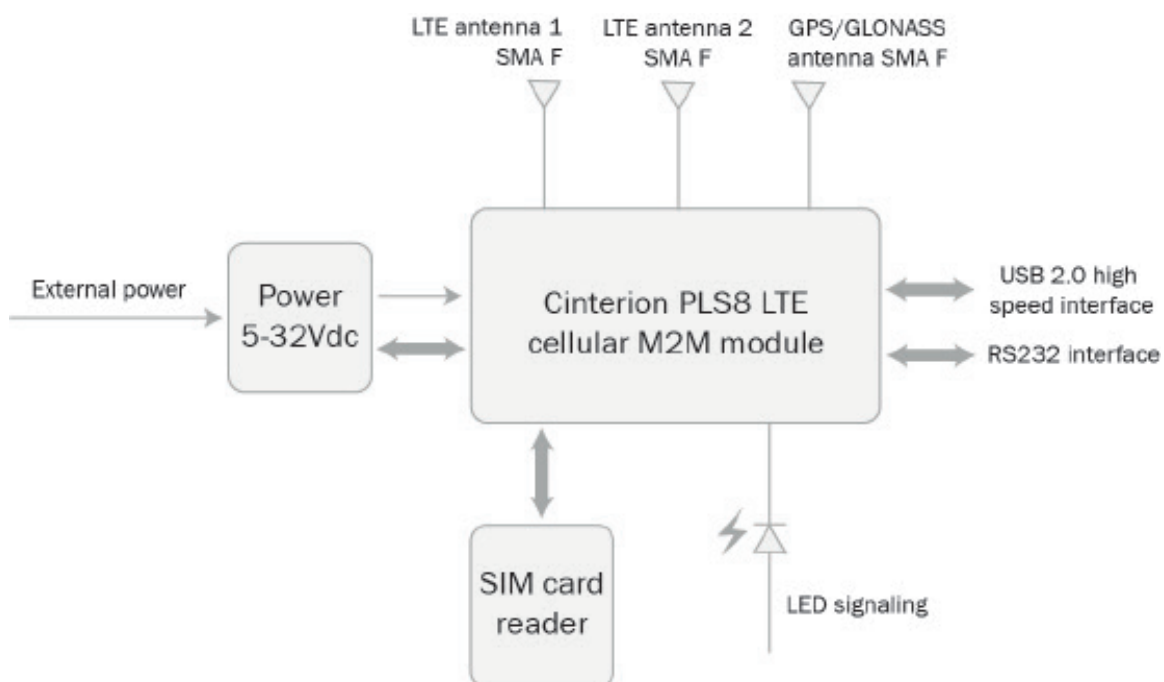 LTE antenna 1
SMA F
LTE antenna 2
SMA F
GPS/GLONASS
antenna SMA F
External power
Power
5-32Vdc
Cinterion PLS8 LTE
cellular M2M module
USB 2.0 high
speed interface
RS232 interface
SIM card
reader
LED signaling